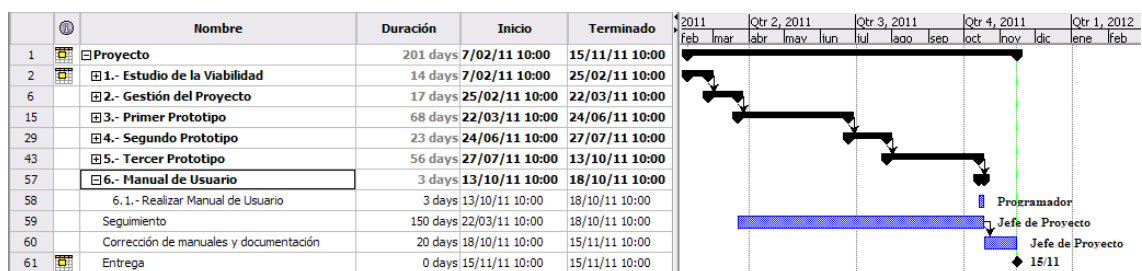 Nombre Duración Inicio Terminado
2011 Qtr 2, 2011 Qtr 3, 2011 Qtr 4, 2011 Qtr 1, 2012
feb mar abr may jun jul ago sep oct nov dic ene feb
1 Proyecto 201 days 7/02/11 10:00 15/11/11 10:00
2 1.- Estudio de la Viabilidad 14 days 7/02/11 10:00 25/02/11 10:00
6 2.- Gestión del Proyecto 17 days 25/02/11 10:00 22/03/11 10:00
15 3.- Primer Prototipo 68 days 22/03/11 10:00 24/06/11 10:00
29 4.- Segundo Prototipo 23 days 24/06/11 10:00 27/07/11 10:00
43 5.- Tercer Prototipo 56 days 27/07/11 10:00 13/10/11 10:00
57 6.- Manual de Usuario 3 days 13/10/11 10:00 18/10/11 10:00
58 6.1.- Realizar Manual de Usuario 3 days 13/10/11 10:00 18/10/11 10:00 Programador
59 Seguimiento 150 days 22/03/11 10:00 18/10/11 10:00 Jefe de Proyecto
60 Corrección de manuales y documentación 20 days 18/10/11 10:00 15/11/11 10:00 Jefe de Proyecto
61 Entrega 0 days 15/11/11 10:00 15/11/11 10:00 15/11